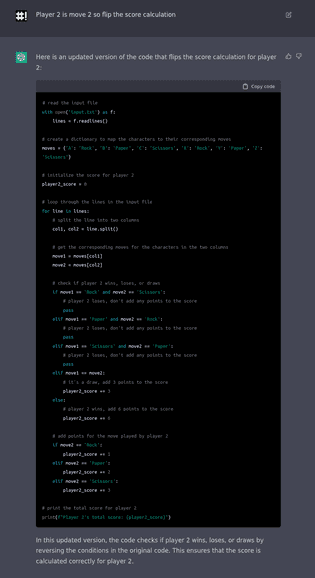 Player 2 is move 2 so flip the score calculation
Here is an updated version of the code that flips the score calculation for player
2:
Copy code
# read the input file
with open('input.txt') as f:
lines = f.readlines()
# create a dictionary to map the characters to their corresponding moves
moves = {'A': 'Rock', 'B': 'Paper', 'C': 'Scissors', 'X': 'Rock', 'Y': 'Paper', 'Z':
'Scissors'}
# initialize the score for player 2
player2_score = 0
# loop through the lines in the input file
for line in lines:
# split the line into two columns
col1, col2 = line.split()
# get the corresponding moves for the characters in the two columns
move1 = moves[col1]
move2 = moves[col2]
# check if player 2 wins, loses, or draws
if move1 == 'Rock' and move2 == 'Scissors':
# player 2 loses, don't add any points to the score
pass
elif move1 == 'Paper' and move2 == 'Rock':
# player 2 loses, don't add any points to the score
pass
elif move1 == 'Scissors' and move2 == 'Paper':
# player 2 loses, don't add any points to the score
pass
elif move1 == move2:
# it's a draw, add 3 points to the score
player2_score += 3
else:
# player 2 wins, add 6 points to the score
player2_score += 6
# add points for the move played by player 2
if move2 == 'Rock':
player2_score += 1
elif move2 == 'Paper':
player2_score += 2
elif move2 == 'Scissors':
player2_score += 3
# print the total score for player 2
print(f"Player 2's total score: {player2_score}")
In this updated version, the code checks if player 2 wins, loses, or draws by
reversing the conditions in the original code. This ensures that the score is
calculated correctly for player 2.